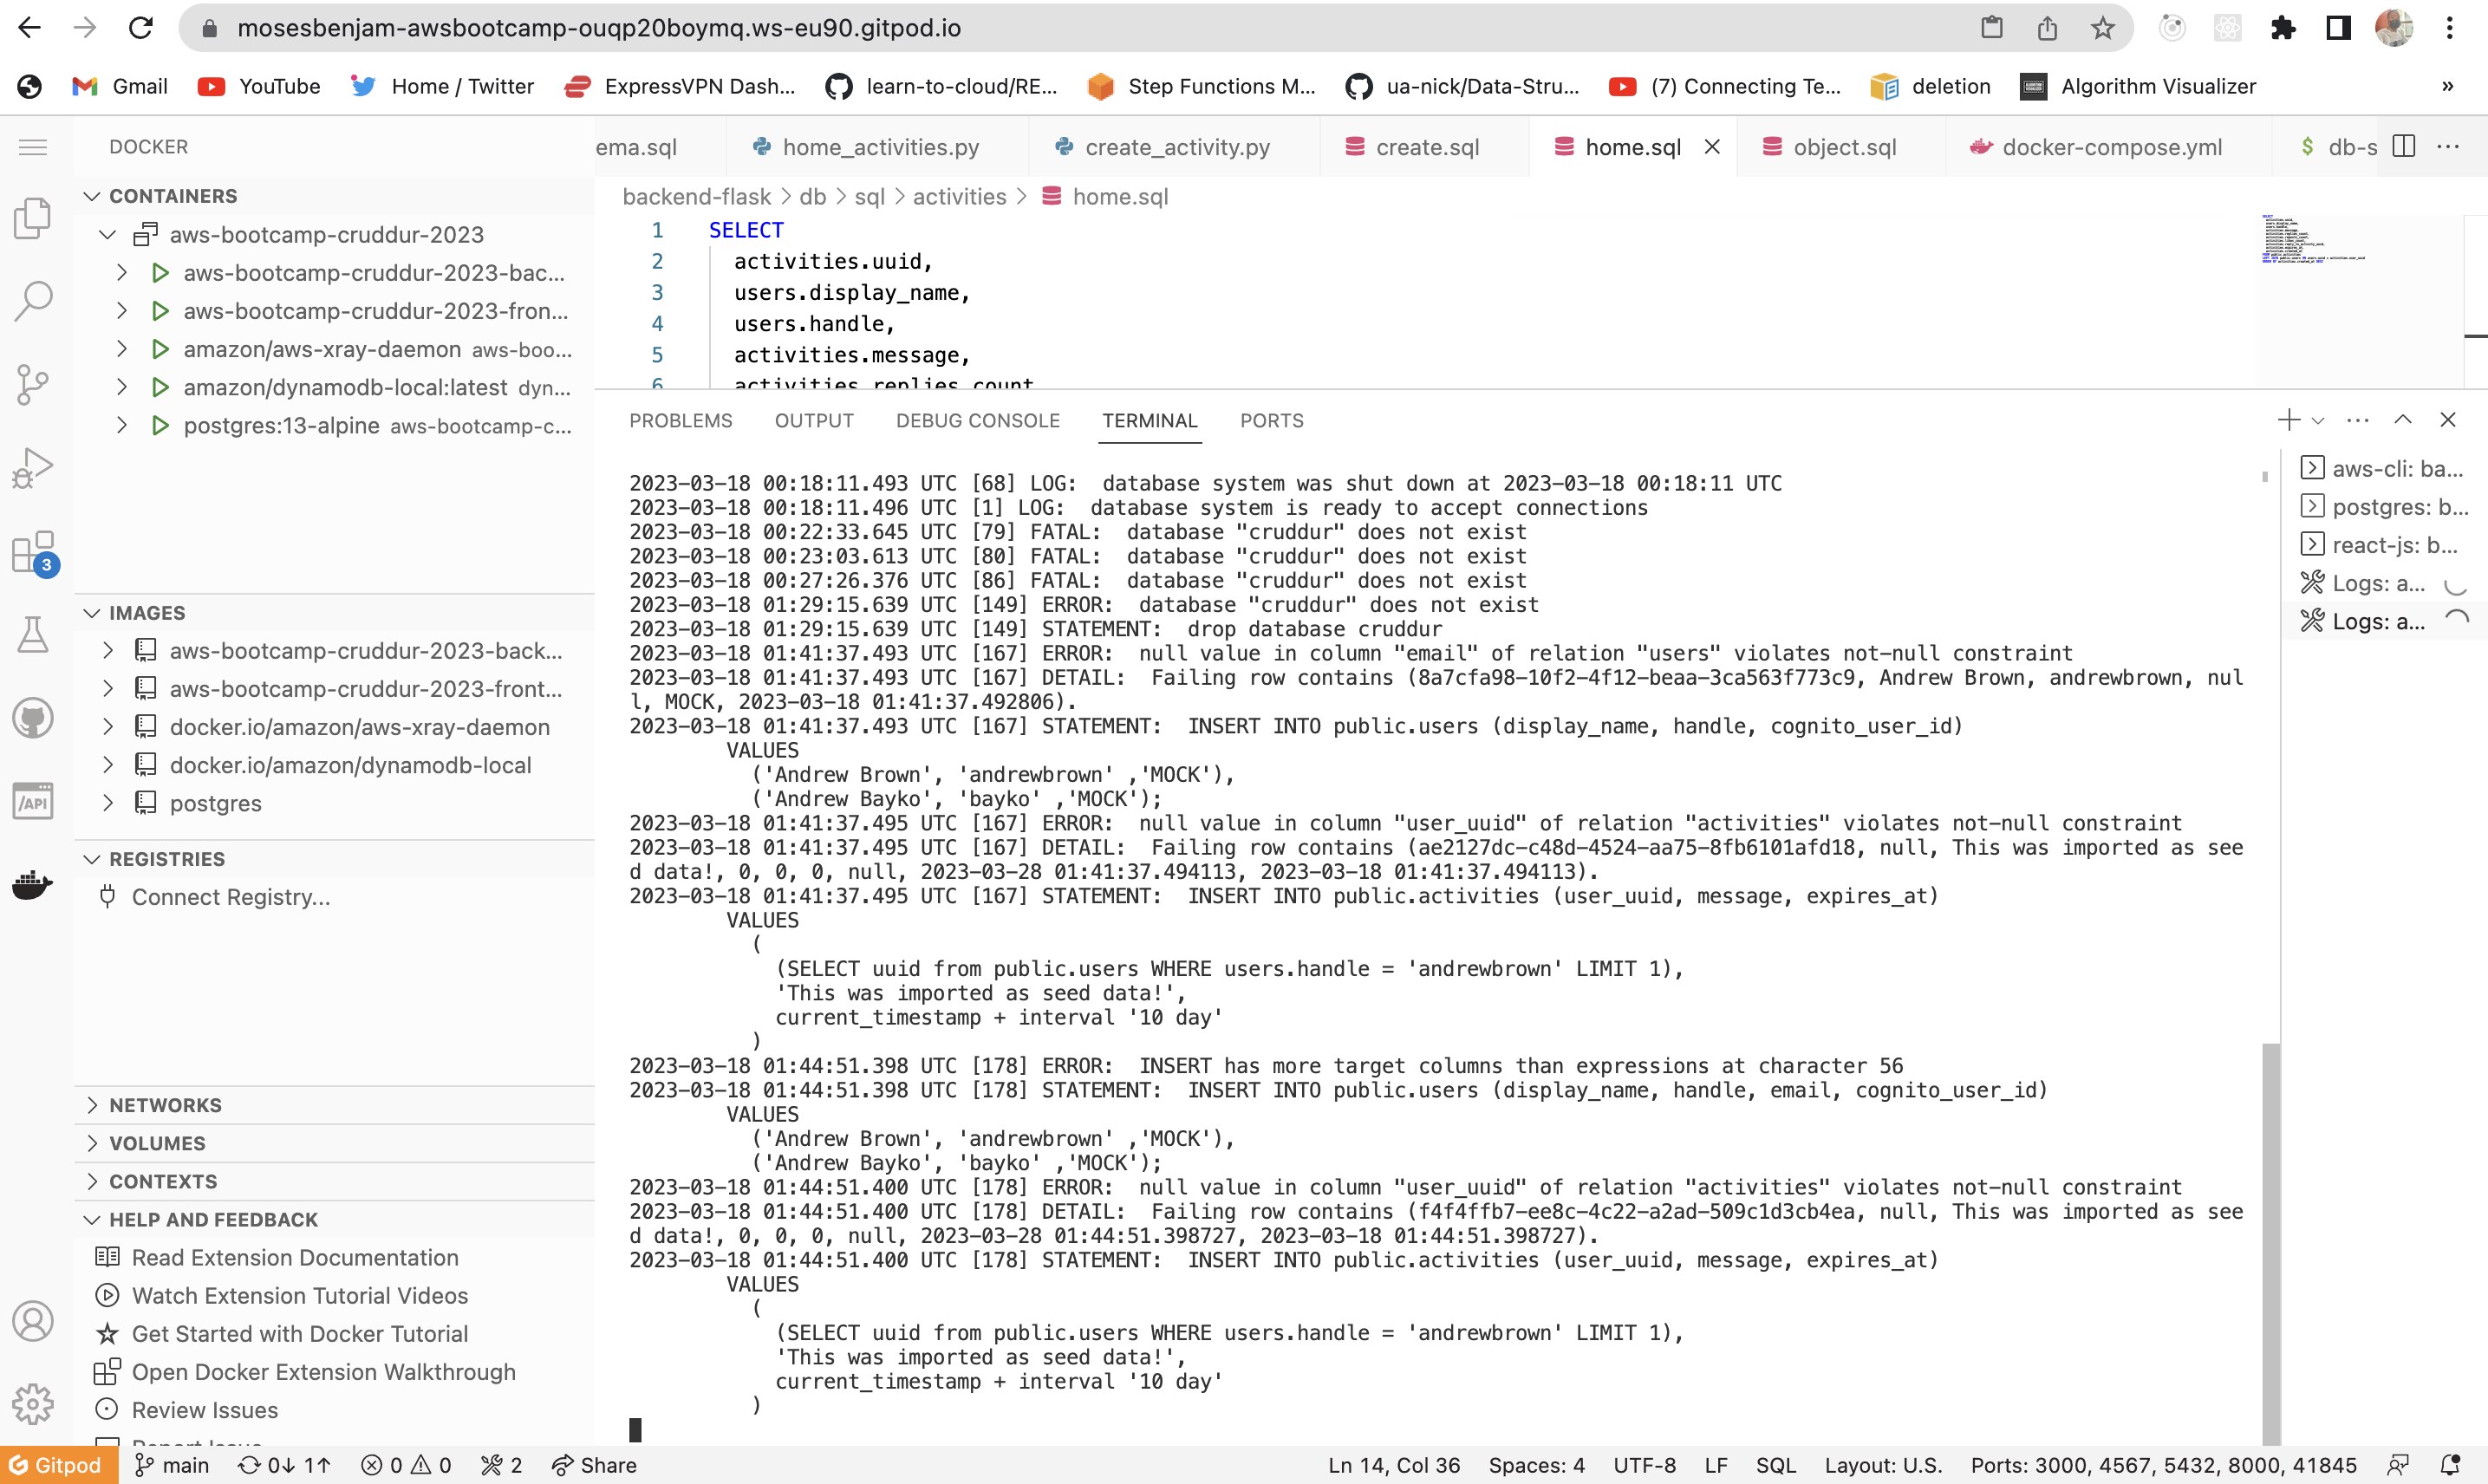 mosesbenjam-awsbootcamp-ouqp20boymq.ws-eu90.gitpod.io
Gmail
YouTube
Home / Twitter
ExpressVPN Dash...
learn-to-cloud/RE...
Step Functions M...
ua-nick/Data-Stru...
(7) Connecting Te...
deletion
Algorithm Visualizer
»
DOCKER
CONTAINERS
aws-bootcamp-cruddur-2023
aws-bootcamp-cruddur-2023-bac...
aws-bootcamp-cruddur-2023-fron...
amazon/aws-xray-daemon aws-boo...
amazon/dynamodb-local:latest dyn...
postgres:13-alpine aws-bootcamp-c...
3
/API
IMAGES
aws-bootcamp-cruddur-2023-back...
aws-bootcamp-cruddur-2023-front...
docker.io/amazon/aws-xray-daemon
docker.io/amazon/dynamodb-local
postgres
REGISTRIES
Connect Registry...
NETWORKS
VOLUMES
CONTEXTS
HELP AND FEEDBACK
Read Extension Documentation
Watch Extension Tutorial Videos
Get Started with Docker Tutorial
Open Docker Extension Walkthrough
Review Issues
Report Issue
ema.sql
home_activities.py
create_activity.py
create.sql
home.sql
object.sql
docker-compose.yml
$ db-s
backend-flask > db > sql > activities > home.sql
1 SELECT
2 activities.uuid,
3 users.display_name,
4 users.handle,
5 activities.message,
6 activities.replies_count
PROBLEMS OUTPUT DEBUG CONSOLE TERMINAL PORTS
2023-03-18 00:18:11.493 UTC [68] LOG:  database system was shut down at 2023-03-18 00:18:11 UTC
2023-03-18 00:18:11.496 UTC [1] LOG:  database system is ready to accept connections
2023-03-18 00:22:33.645 UTC [79] FATAL:  database "cruddur" does not exist
2023-03-18 00:23:03.613 UTC [80] FATAL:  database "cruddur" does not exist
2023-03-18 00:27:26.376 UTC [86] FATAL:  database "cruddur" does not exist
2023-03-18 01:29:15.639 UTC [149] ERROR:  database "cruddur" does not exist
2023-03-18 01:29:15.639 UTC [149] STATEMENT:  drop database cruddur
2023-03-18 01:41:37.493 UTC [167] ERROR:  null value in column "email" of relation "users" violates not-null constraint
2023-03-18 01:41:37.493 UTC [167] DETAIL:  Failing row contains (8a7cfa98-10f2-4f12-beaa-3ca563f773c9, Andrew Brown, andrewbrown, nul
l, MOCK, 2023-03-18 01:41:37.492806).
2023-03-18 01:41:37.493 UTC [167] STATEMENT:  INSERT INTO public.users (display_name, handle, cognito_user_id)
VALUES
('Andrew Brown', 'andrewbrown' ,'MOCK'),
('Andrew Bayko', 'bayko' ,'MOCK');
2023-03-18 01:41:37.495 UTC [167] ERROR:  null value in column "user_uuid" of relation "activities" violates not-null constraint
2023-03-18 01:41:37.495 UTC [167] DETAIL:  Failing row contains (ae2127dc-c48d-4524-aa75-8fb6101afd18, null, This was imported as see
d data!, 0, 0, 0, null, 2023-03-28 01:41:37.494113, 2023-03-18 01:41:37.494113).
2023-03-18 01:41:37.495 UTC [167] STATEMENT:  INSERT INTO public.activities (user_uuid, message, expires_at)
VALUES
(
(SELECT uuid from public.users WHERE users.handle = 'andrewbrown' LIMIT 1),
'This was imported as seed data!',
current_timestamp + interval '10 day'
)
2023-03-18 01:44:51.398 UTC [178] ERROR:  INSERT has more target columns than expressions at character 56
2023-03-18 01:44:51.398 UTC [178] STATEMENT:  INSERT INTO public.users (display_name, handle, email, cognito_user_id)
VALUES
('Andrew Brown', 'andrewbrown' ,'MOCK'),
('Andrew Bayko', 'bayko' ,'MOCK');
2023-03-18 01:44:51.400 UTC [178] ERROR:  null value in column "user_uuid" of relation "activities" violates not-null constraint
2023-03-18 01:44:51.400 UTC [178] DETAIL:  Failing row contains (f4f4ffb7-ee8c-4c22-a2ad-509c1d3cb4ea, null, This was imported as see
d data!, 0, 0, 0, null, 2023-03-28 01:44:51.398727, 2023-03-18 01:44:51.398727).
2023-03-18 01:44:51.400 UTC [178] STATEMENT:  INSERT INTO public.activities (user_uuid, message, expires_at)
VALUES
(
(SELECT uuid from public.users WHERE users.handle = 'andrewbrown' LIMIT 1),
'This was imported as seed data!',
current_timestamp + interval '10 day'
)
aws-cli: ba...
postgres: b...
react-js: b...
Logs: a...
Logs: a...
Gitpod main 0↓ 1↑ 0 0 2 Share Ln 14, Col 36 Spaces: 4 UTF-8 LF SQL Layout: U.S. Ports: 3000, 4567, 5432, 8000, 41845